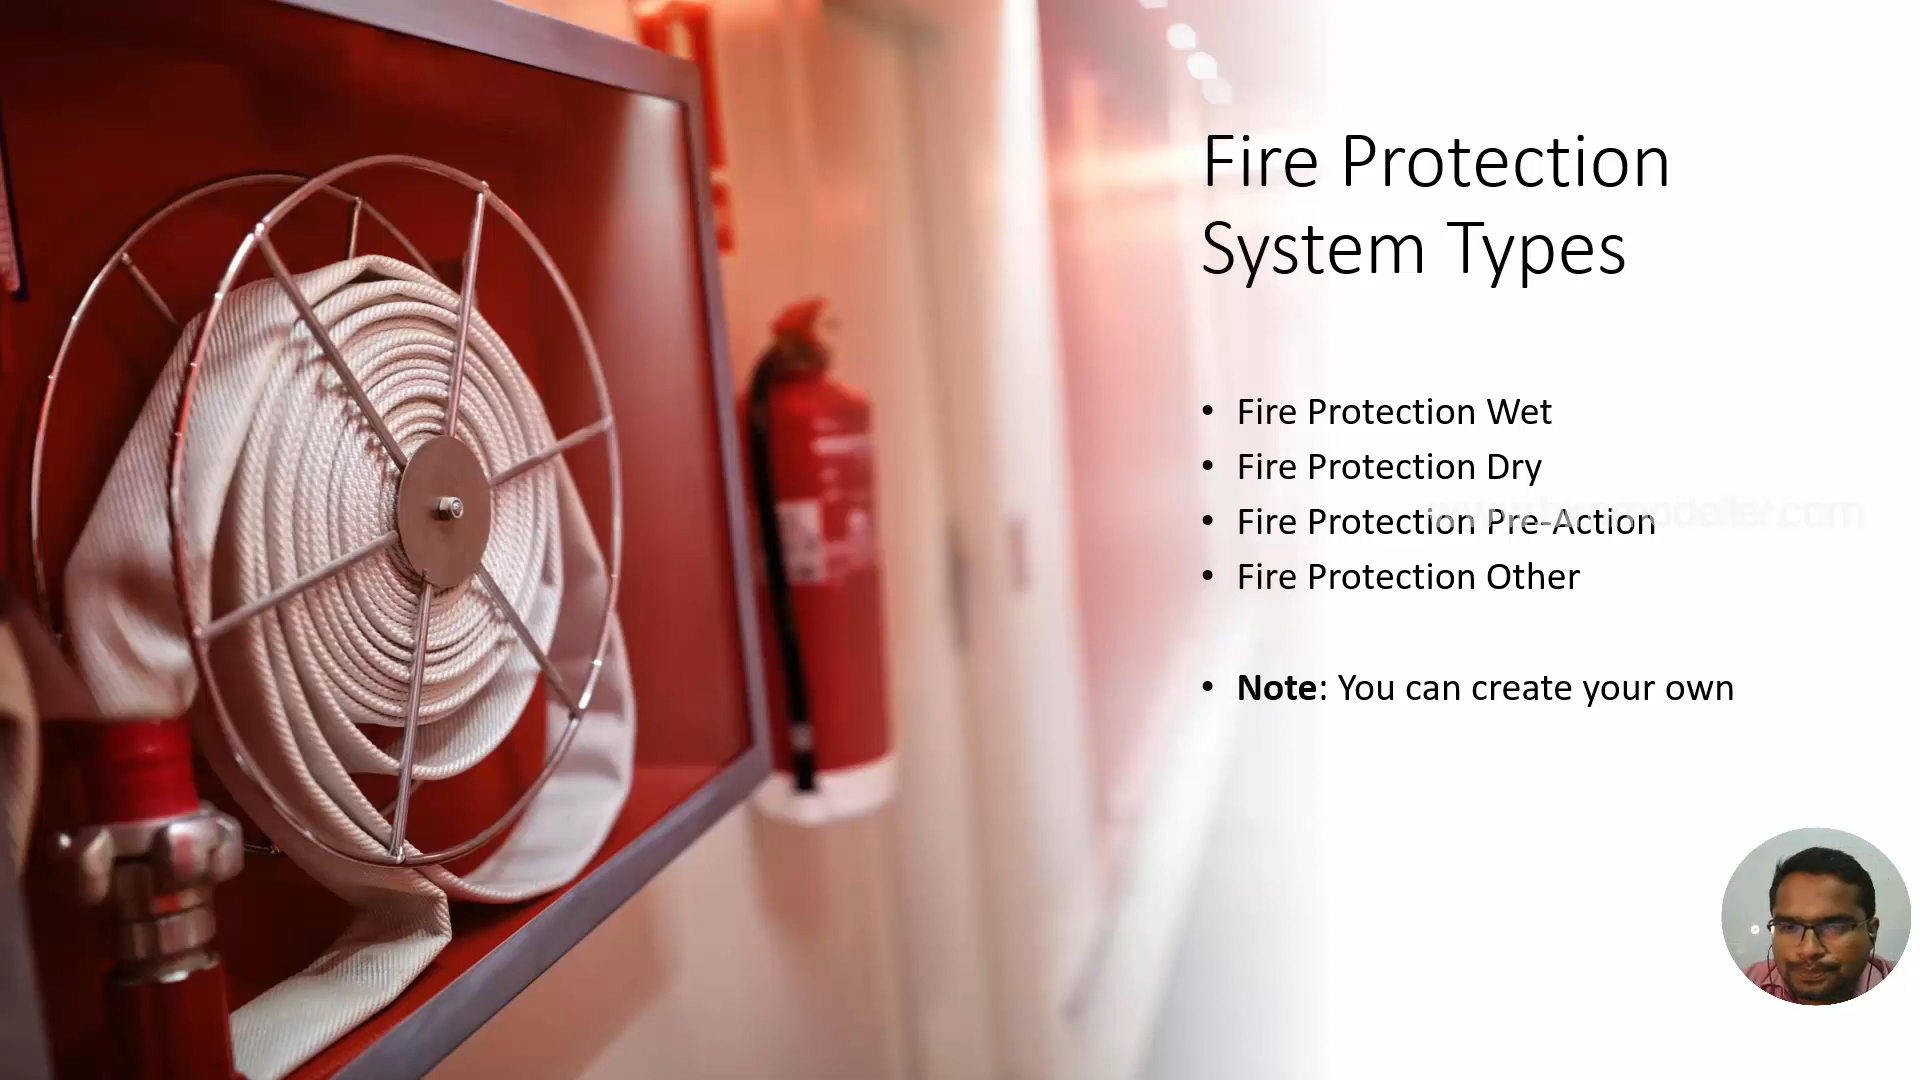 Fire Protection
System Types
• Fire Protection Wet
• Fire Protection Dry
• Fire Protection Pre-Action
• Fire Protection Other
• Note: You can create your own